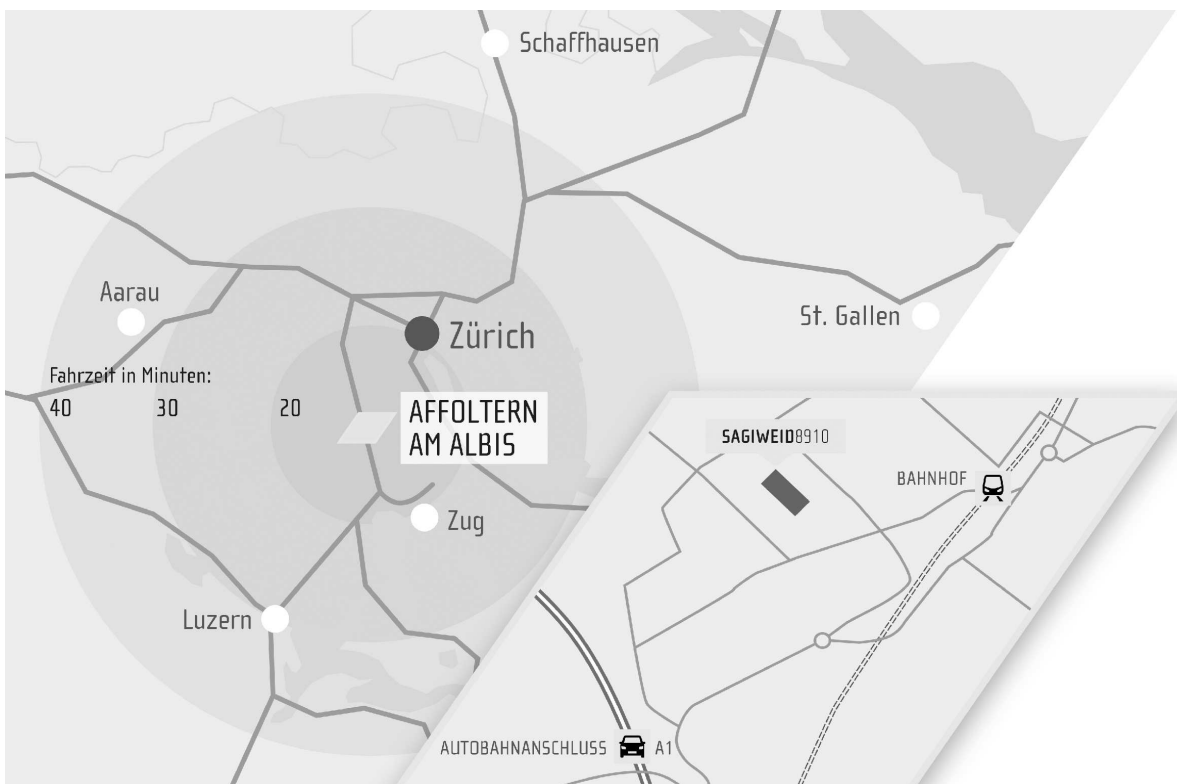 Schaffhausen
Aarau
Zürich
St. Gallen
Fahrzeit in Minuten:
40 30 20
AFFOLTERN
AM ALBIS
SAGIWEID8910
BAHNHOF
Zug
Luzern
AUTOBAHNANSCHLUSS A1